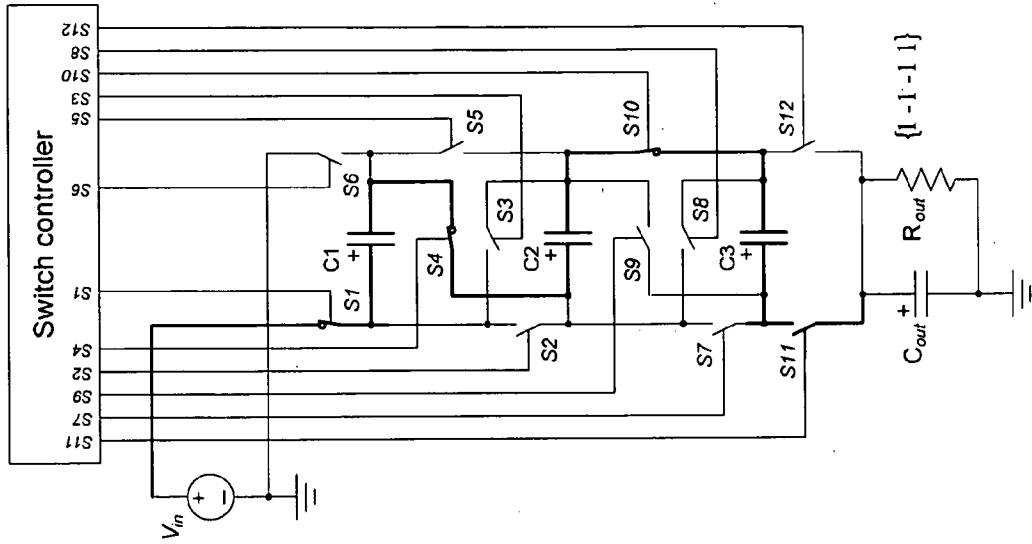 Switch controller
S12
S8
S10
S3
S5
S6
S1
S4
S2
S9
S7
S11
V_in
+
–
S1
S6
C1
+
S4
S5
S3
S2
C2
+
S10
S9
S8
S7
C3
+
S11
S12
C_out
+
R_out
{1 -1 -1 1}